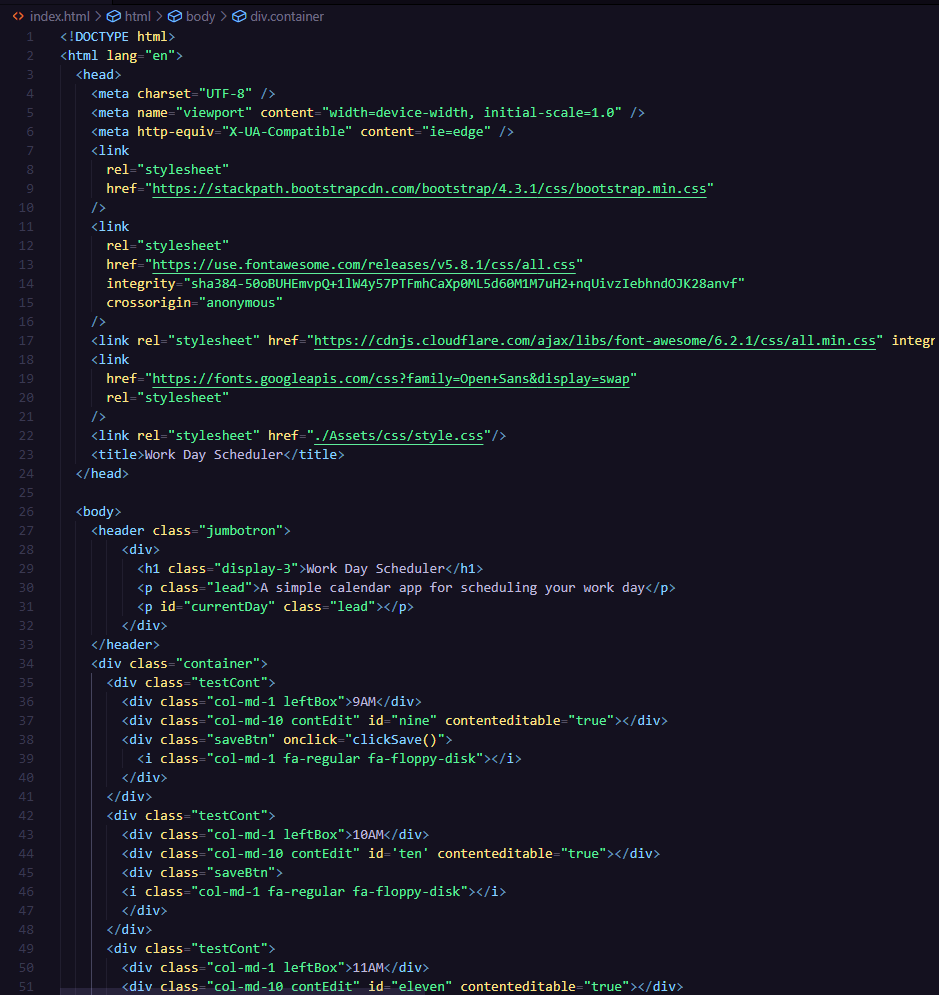 index.html > html > body > div.container
1 <!DOCTYPE html>
2 <html lang="en">
3 <head>
4 <meta charset="UTF-8" />
5 <meta name="viewport" content="width=device-width, initial-scale=1.0" />
6 <meta http-equiv="X-UA-Compatible" content="ie=edge" />
7 <link
8 rel="stylesheet"
9 href="https://stackpath.bootstrapcdn.com/bootstrap/4.3.1/css/bootstrap.min.css"
10 />
11 <link
12 rel="stylesheet"
13 href="https://use.fontawesome.com/releases/v5.8.1/css/all.css"
14 integrity="sha384-50oBUHEmvpQ+1lW4y57PTFmhCaXp0ML5d60M1M7uH2+nqUivzIebhndOJK28anvf"
15 crossorigin="anonymous"
16 />
17 <link rel="stylesheet" href="https://cdnjs.cloudflare.com/ajax/libs/font-awesome/6.2.1/css/all.min.css" integr
18 <link
19 href="https://fonts.googleapis.com/css?family=Open+Sans&display=swap"
20 rel="stylesheet"
21 />
22 <link rel="stylesheet" href="./Assets/css/style.css"/>
23 <title>Work Day Scheduler</title>
24 </head>
25
26 <body>
27 <header class="jumbotron">
28 <div>
29 <h1 class="display-3">Work Day Scheduler</h1>
30 <p class="lead">A simple calendar app for scheduling your work day</p>
31 <p id="currentDay" class="lead"></p>
32 </div>
33 </header>
34 <div class="container">
35 <div class="testCont">
36 <div class="col-md-1 leftBox">9AM</div>
37 <div class="col-md-10 contEdit" id="nine" contenteditable="true"></div>
38 <div class="saveBtn" onclick="clickSave()">
39 <i class="col-md-1 fa-regular fa-floppy-disk"></i>
40 </div>
41 </div>
42 <div class="testCont">
43 <div class="col-md-1 leftBox">10AM</div>
44 <div class="col-md-10 contEdit" id='ten' contenteditable="true"></div>
45 <div class="saveBtn">
46 <i class="col-md-1 fa-regular fa-floppy-disk"></i>
47 </div>
48 </div>
49 <div class="testCont">
50 <div class="col-md-1 leftBox">11AM</div>
51 <div class="col-md-10 contEdit" id="eleven" contenteditable="true"></div>